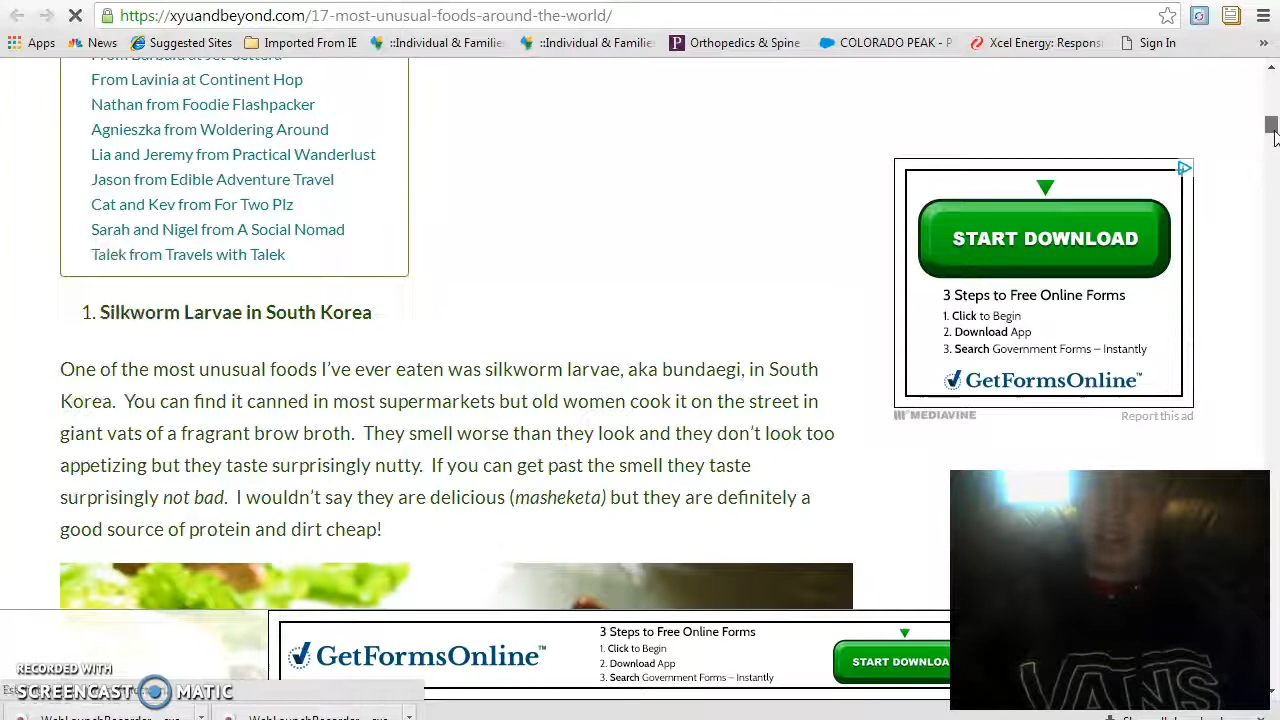 https://xyuandbeyond.com/17-most-unusual-foods-around-the-world/
Apps News Suggested Sites Imported From IE ::Individual & Familie ::Individual & Familie Orthopedics & Spine COLORADO PEAK - P Xcel Energy: Respons Sign In »
From Lavinia at Continent Hop
Nathan from Foodie Flashpacker
Agnieszka from Woldering Around
Lia and Jeremy from Practical Wanderlust
Jason from Edible Adventure Travel
Cat and Kev from For Two Plz
Sarah and Nigel from A Social Nomad
Talek from Travels with Talek
1. Silkworm Larvae in South Korea
One of the most unusual foods I've ever eaten was silkworm larvae, aka bundaegi, in South
Korea. You can find it canned in most supermarkets but old women cook it on the street in
giant vats of a fragrant brow broth. They smell worse than they look and they don't look too
appetizing but they taste surprisingly nutty. If you can get past the smell they taste
surprisingly not bad. I wouldn't say they are delicious (masheketa) but they are definitely a
good source of protein and dirt cheap!
START DOWNLOAD
3 Steps to Free Online Forms
1. Click to Begin
2. Download App
3. Search Government Forms – Instantly
GetFormsOnline™
MEDIAVINE
Report this ad
GetFormsOnline™
3 Steps to Free Online Forms
1. Click to Begin
2. Download App
3. Search Government Forms – Instantly
START DOWNLOA
RECORDED WITH
SCREENCAST MATIC
VANS